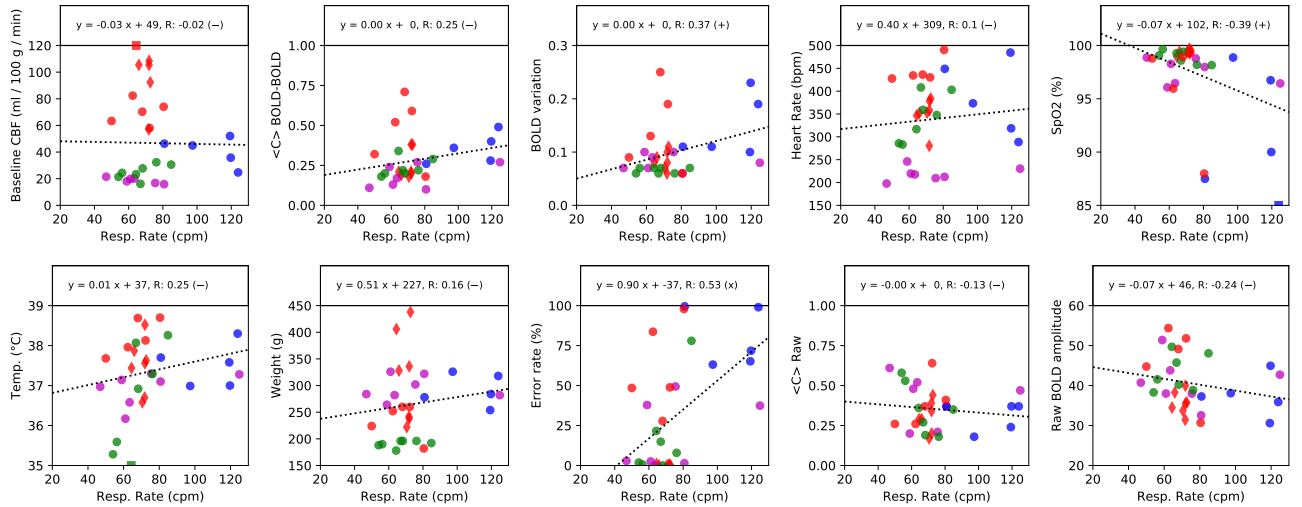 y = -0.03 x + 49, R: -0.02 (−)
120
100
80
60
40
20
0
Baseline CBF (ml / 100 g / min)
20 40 60 80 100 120
Resp. Rate (cpm)
y = 0.00 x + 0, R: 0.25 (−)
1.00
0.75
0.50
0.25
0.00
<C> BOLD-BOLD
20 40 60 80 100 120
Resp. Rate (cpm)
y = 0.00 x + 0, R: 0.37 (+)
0.3
0.2
0.1
0.0
BOLD variation
20 40 60 80 100 120
Resp. Rate (cpm)
y = 0.40 x + 309, R: 0.1 (−)
500
450
400
350
300
250
200
150
Heart Rate (bpm)
20 40 60 80 100 120
Resp. Rate (cpm)
y = -0.07 x + 102, R: -0.39 (+)
100
95
90
85
SpO2 (%)
20 40 60 80 100 120
Resp. Rate (cpm)
y = 0.01 x + 37, R: 0.25 (−)
39
38
37
36
35
Temp. (°C)
20 40 60 80 100 120
Resp. Rate (cpm)
y = 0.51 x + 227, R: 0.16 (−)
450
400
350
300
250
200
150
Weight (g)
20 40 60 80 100 120
Resp. Rate (cpm)
y = 0.90 x + -37, R: 0.53 (x)
100
75
50
25
0
Error rate (%)
20 40 60 80 100 120
Resp. Rate (cpm)
y = -0.00 x + 0, R: -0.13 (−)
1.00
0.75
0.50
0.25
0.00
<C> Raw
20 40 60 80 100 120
Resp. Rate (cpm)
y = -0.07 x + 46, R: -0.24 (−)
60
50
40
30
20
Raw BOLD amplitude
20 40 60 80 100 120
Resp. Rate (cpm)